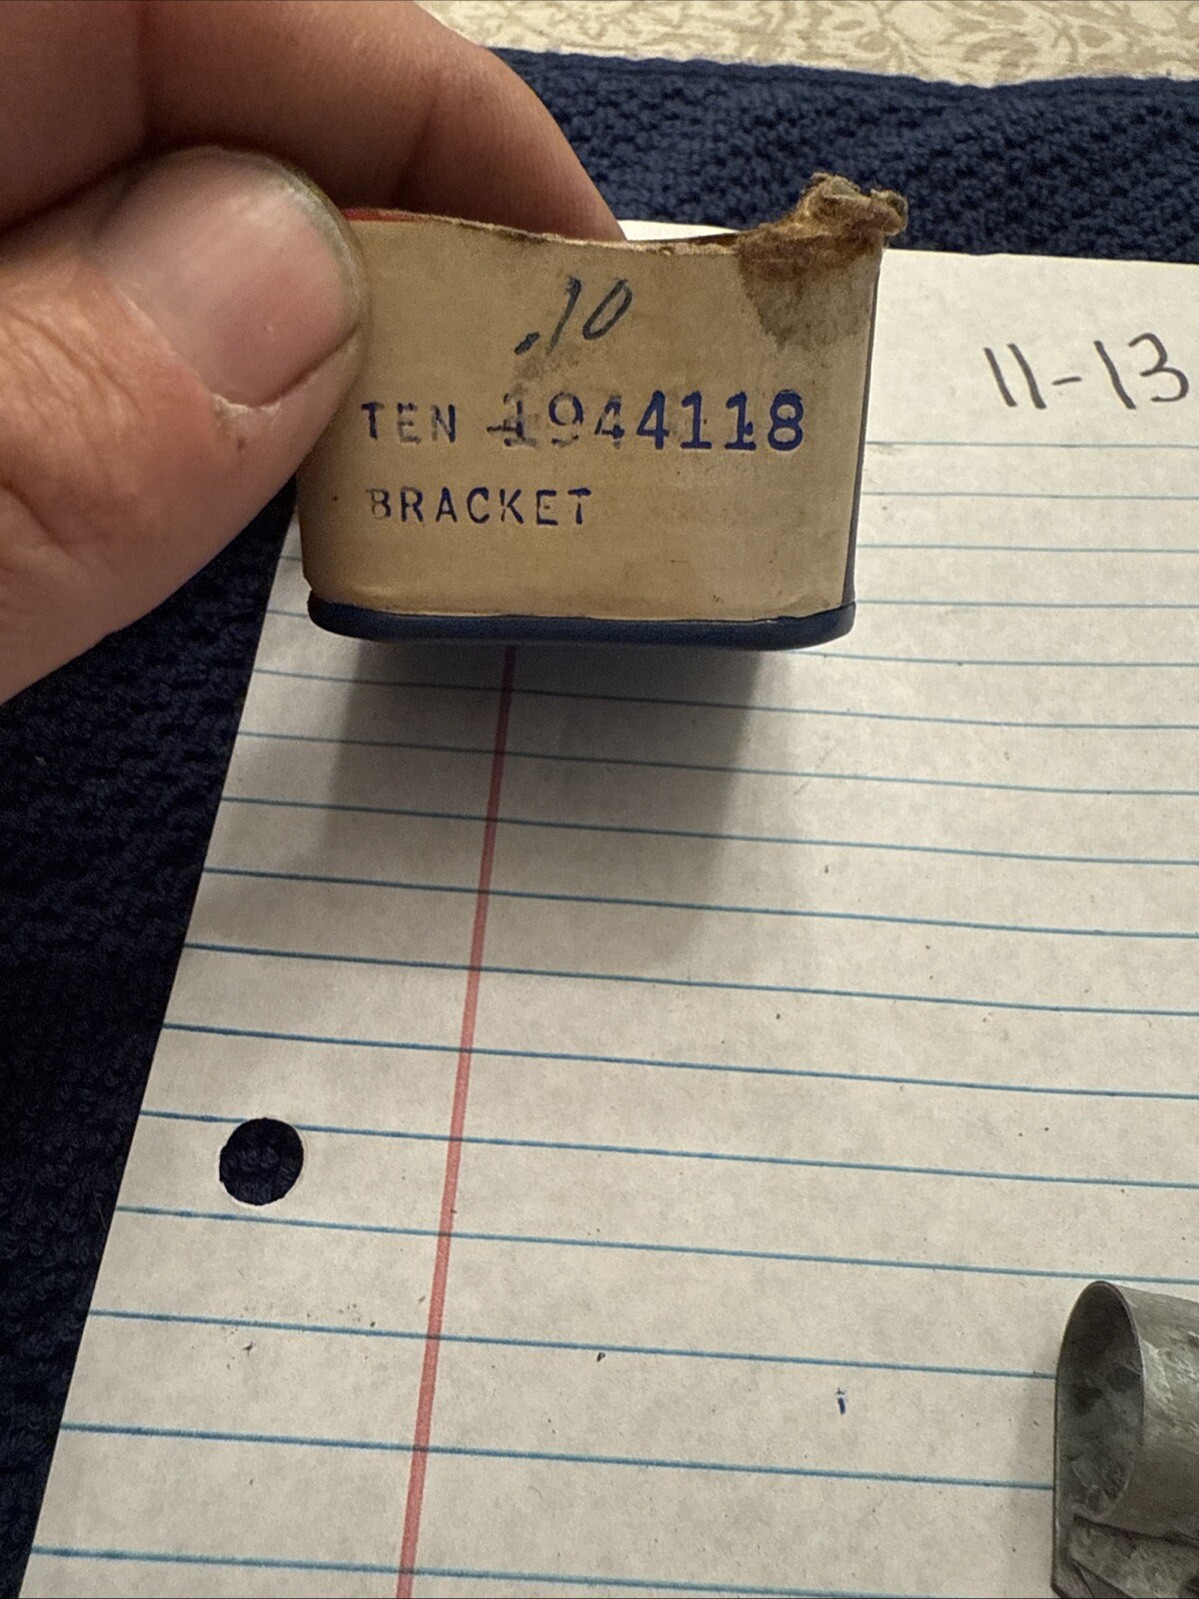 .10
TEN 1944118
BRACKET
11-13